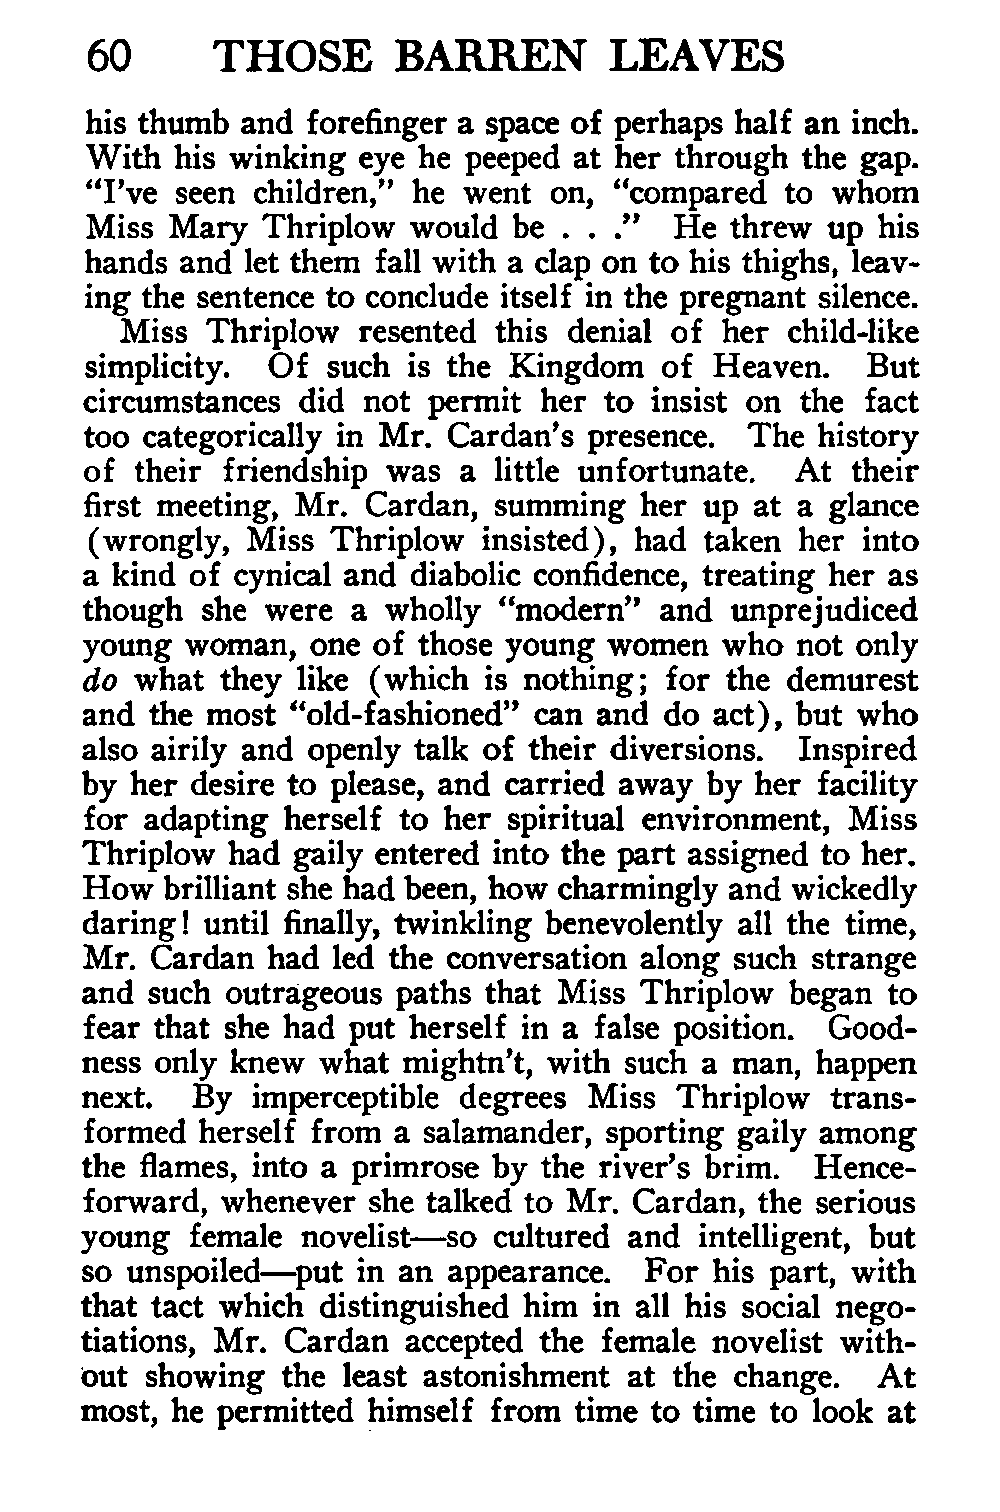 60 THOSE BARREN LEAVES
his thumb and forefinger a space of perhaps half an inch.
With his winking eye he peeped at her through the gap.
“I’ve seen children,” he went on, “compared to whom
Miss Mary Thriplow would be . . .” He threw up his
hands and let them fall with a clap on to his thighs, leav-
ing the sentence to conclude itself in the pregnant silence.
Miss Thriplow resented this denial of her child-like
simplicity. Of such is the Kingdom of Heaven. But
circumstances did not permit her to insist on the fact
too categorically in Mr. Cardan’s presence. The history
of their friendship was a little unfortunate. At their
first meeting, Mr. Cardan, summing her up at a glance
(wrongly, Miss Thriplow insisted), had taken her into
a kind of cynical and diabolic confidence, treating her as
though she were a wholly “modern” and unprejudiced
young woman, one of those young women who not only
do what they like (which is nothing; for the demurest
and the most “old-fashioned” can and do act), but who
also airily and openly talk of their diversions. Inspired
by her desire to please, and carried away by her facility
for adapting herself to her spiritual environment, Miss
Thriplow had gaily entered into the part assigned to her.
How brilliant she had been, how charmingly and wickedly
daring! until finally, twinkling benevolently all the time,
Mr. Cardan had led the conversation along such strange
and such outrageous paths that Miss Thriplow began to
fear that she had put herself in a false position. Good-
ness only knew what mightn’t, with such a man, happen
next. By imperceptible degrees Miss Thriplow trans-
formed herself from a salamander, sporting gaily among
the flames, into a primrose by the river’s brim. Hence-
forward, whenever she talked to Mr. Cardan, the serious
young female novelist—so cultured and intelligent, but
so unspoiled—put in an appearance. For his part, with
that tact which distinguished him in all his social nego-
tiations, Mr. Cardan accepted the female novelist with-
out showing the least astonishment at the change. At
most, he permitted himself from time to time to look at